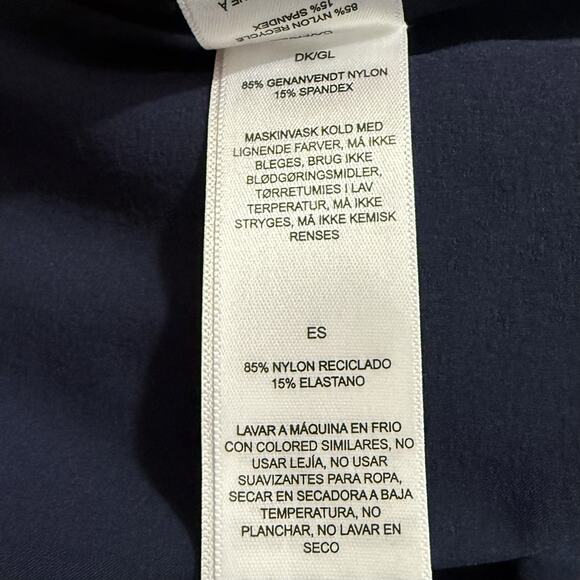 85% NYLON RECYCLÉ
15% SPANDEX
DK/GL
85% GENANVENDT NYLON
15% SPANDEX
MASKINVASK KOLD MED
LIGNENDE FARVER, MÅ IKKE
BLEGES, BRUG IKKE
BLØDGØRINGSMIDLER,
TØRRETUMIES I LAV
TERPERATUR, MÅ IKKE
STRYGES, MÅ IKKE KEMISK
RENSES
ES
85% NYLON RECICLADO
15% ELASTANO
LAVAR A MÁQUINA EN FRIO
CON COLORED SIMILARES, NO
USAR LEJÍA, NO USAR
SUAVIZANTES PARA ROPA,
SECAR EN SECADORA A BAJA
TEMPERATURA, NO
PLANCHAR, NO LAVAR EN
SECO